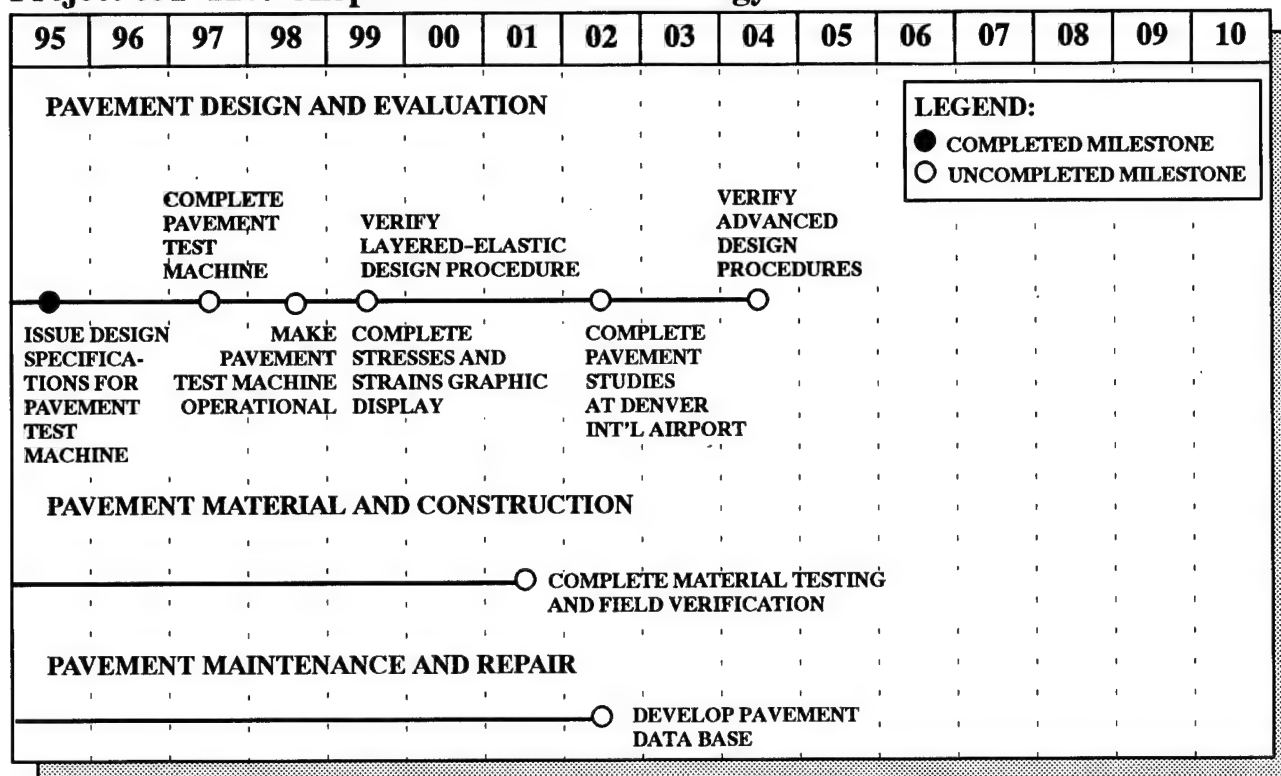 95 96 97 98 99 00 01 02 03 04 05 06 07 08 09 10
PAVEMENT DESIGN AND EVALUATION
LEGEND:
COMPLETED MILESTONE
UNCOMPLETED MILESTONE
COMPLETE
PAVEMENT
TEST
MACHINE
VERIFY
LAYERED-ELASTIC
DESIGN PROCEDURE
VERIFY
ADVANCED
DESIGN
PROCEDURES
ISSUE DESIGN
SPECIFICA-
TIONS FOR
PAVEMENT
TEST
MACHINE
MAKE
PAVEMENT
TEST MACHINE
OPERATIONAL
COMPLETE
STRESSES AND
STRAINS GRAPHIC
DISPLAY
COMPLETE
PAVEMENT
STUDIES
AT DENVER
INT'L AIRPORT
PAVEMENT MATERIAL AND CONSTRUCTION
COMPLETE MATERIAL TESTING
AND FIELD VERIFICATION
PAVEMENT MAINTENANCE AND REPAIR
DEVELOP PAVEMENT
DATA BASE